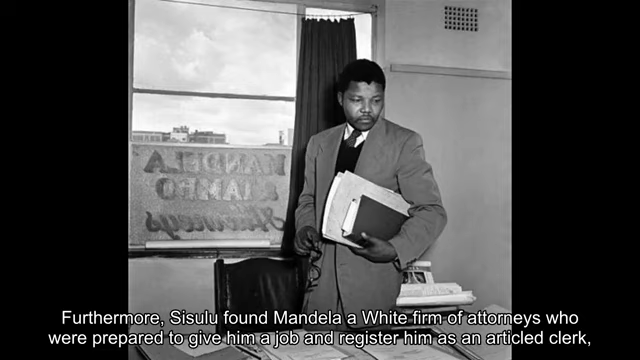 MANDELA
& TAMBO
Attorneys
Furthermore, Sisulu found Mandela a White firm of attorneys who
were prepared to give him a job and register him as an articled clerk,